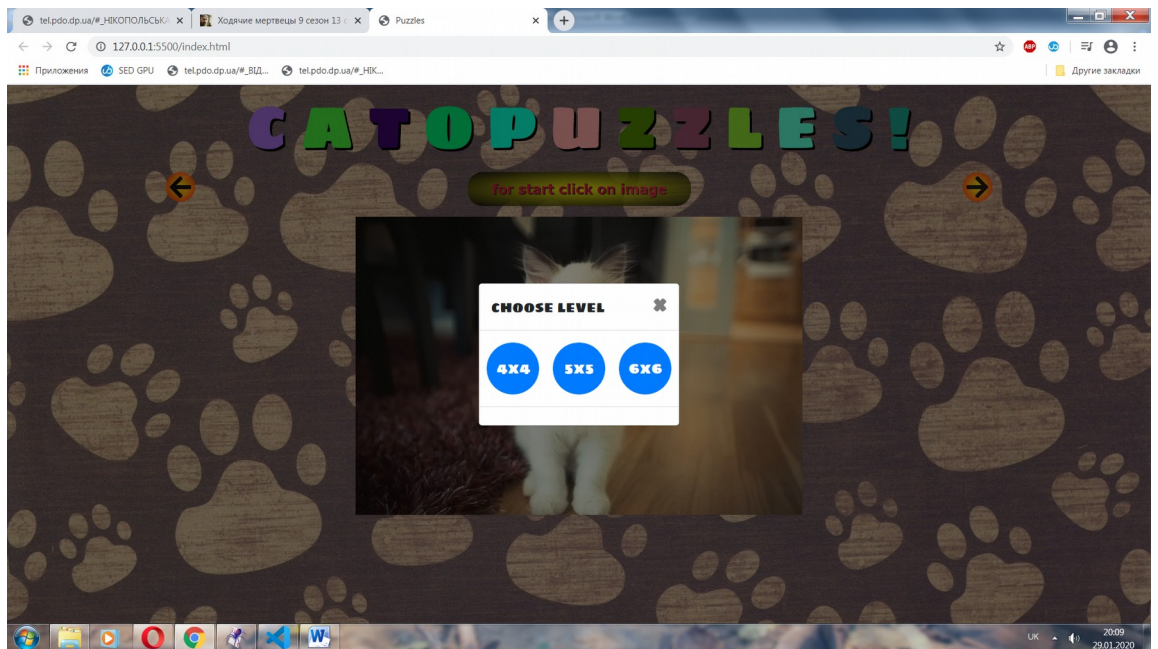 tel.pdo.dp.ua/#_НІКОПОЛЬСЬКА
Ходячие мертвецы 9 сезон 13 с
Puzzles
127.0.0.1:5500/index.html
ABP
Приложения
SED GPU
tel.pdo.dp.ua/#_ВІД...
tel.pdo.dp.ua/#_НІК...
Другие закладки
CATOPUZZLES!
for start click on image
CHOOSE LEVEL
4X4
5X5
6X6
UK
20:09
29.01.2020